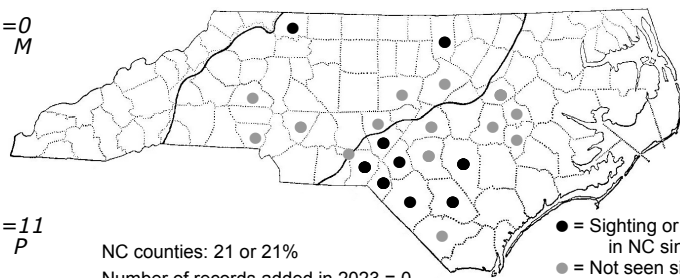 =0
M
=11
P
NC counties: 21 or 21%
Number of records added in 2023 = 0
= Sighting or
in NC sin
= Not seen si